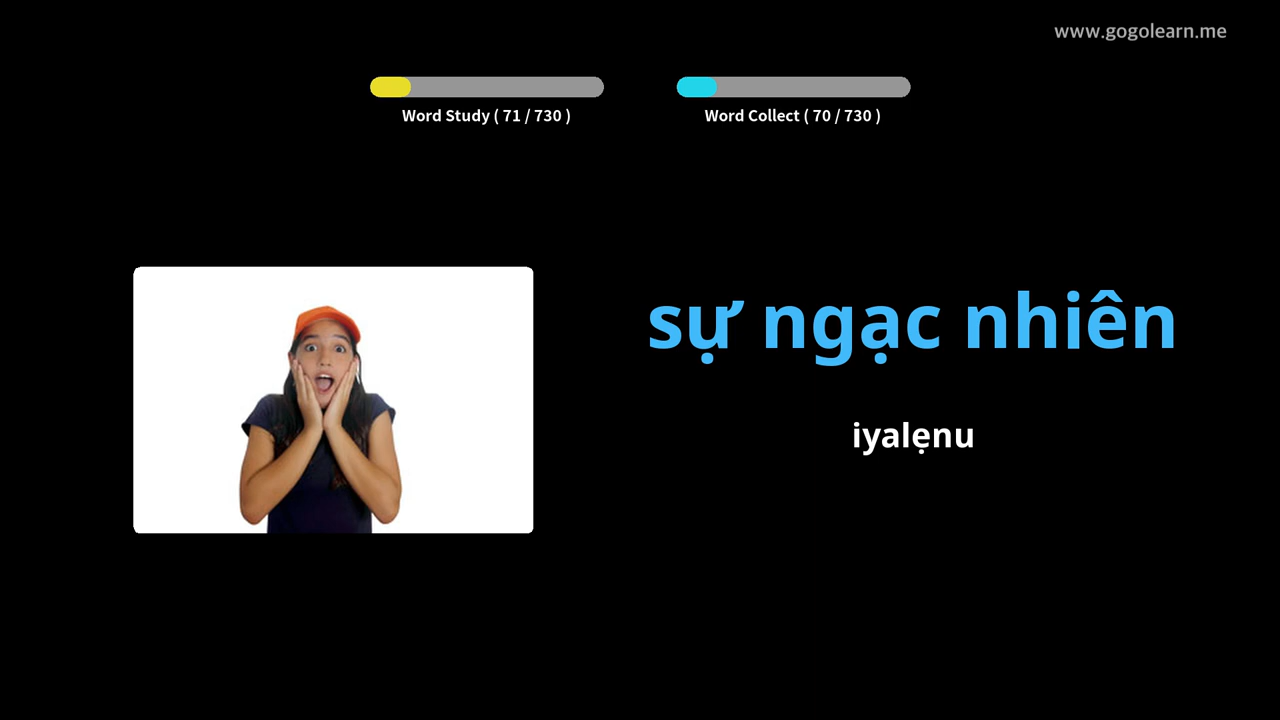 www.gogolearn.me
Word Study ( 71 / 730 )
Word Collect ( 70 / 730 )
sự ngạc nhiên
iyalẹnu